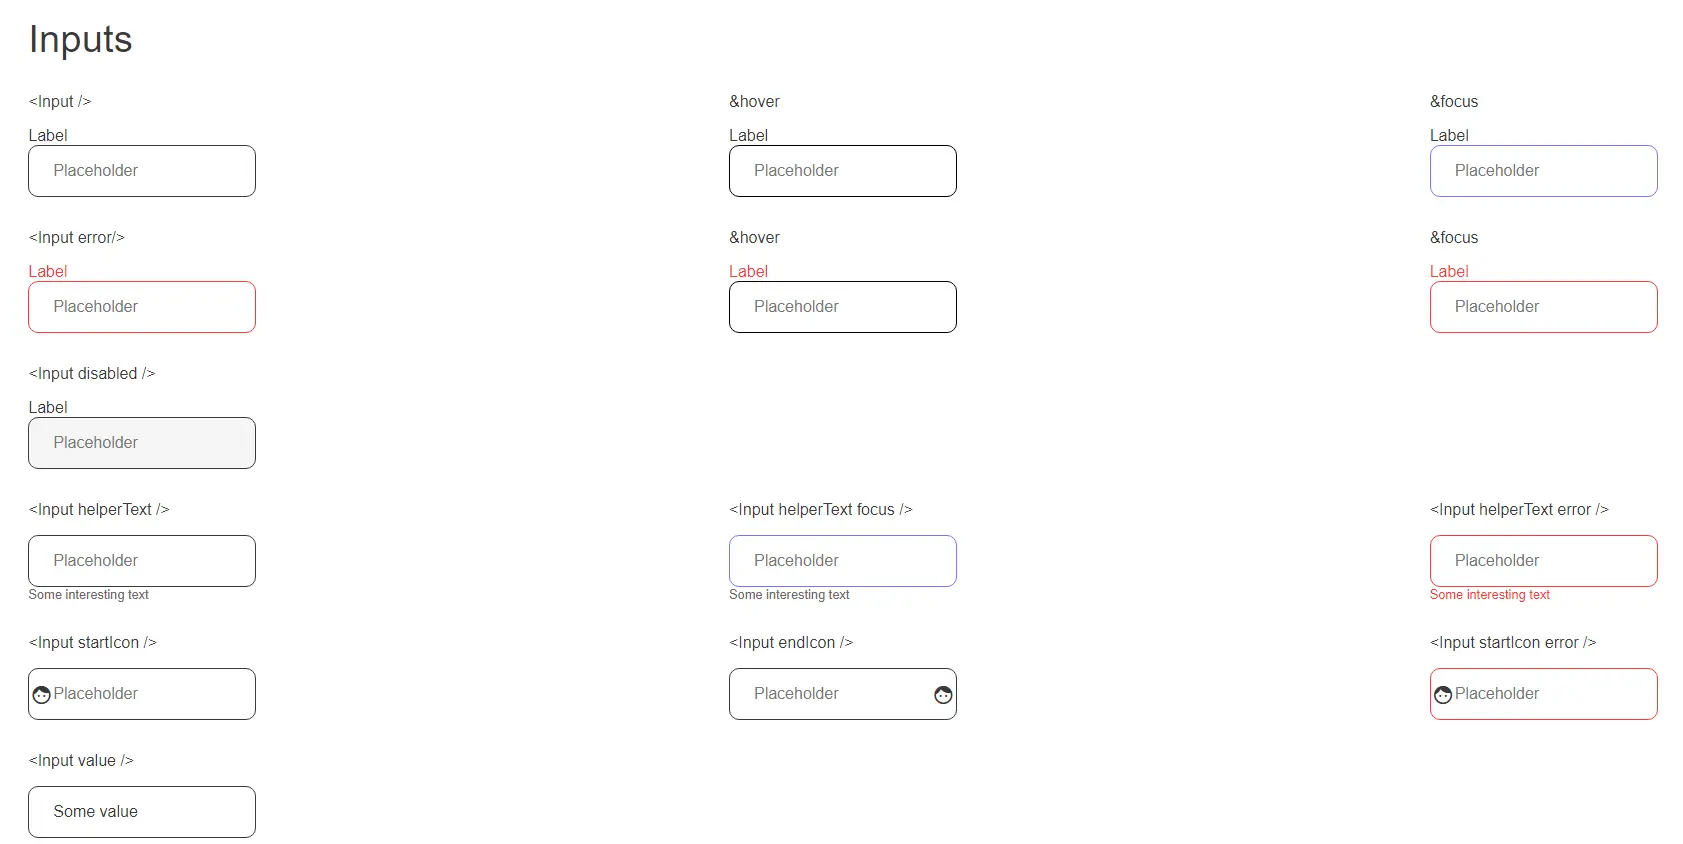 Inputs
<Input />
&hover
&focus
Label
Label
Label
Placeholder
Placeholder
Placeholder
<Input error/>
&hover
&focus
Label
Label
Label
Placeholder
Placeholder
Placeholder
<Input disabled />
Label
Placeholder
<Input helperText />
<Input helperText focus />
<Input helperText error />
Placeholder
Placeholder
Placeholder
Some interesting text
Some interesting text
Some interesting text
<Input startIcon />
<Input endIcon />
<Input startIcon error />
Placeholder
Placeholder
Placeholder
<Input value />
Some value